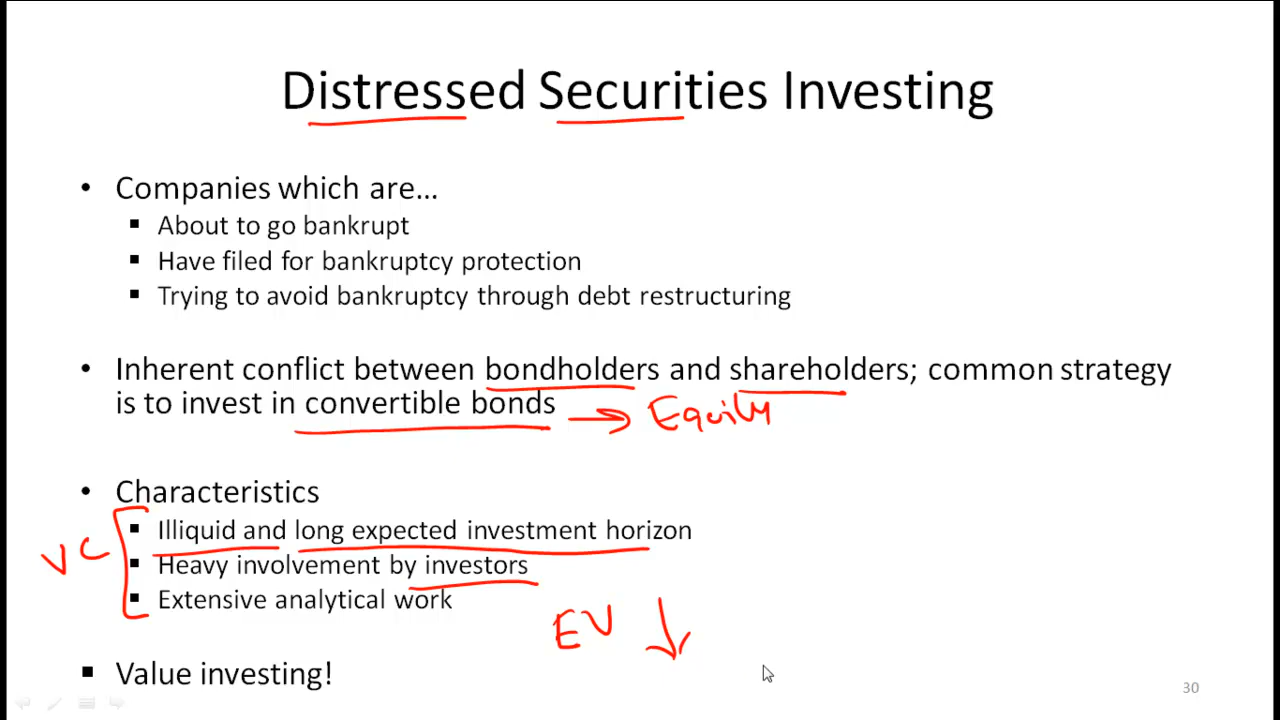 Distressed Securities Investing
• Companies which are…
▪ About to go bankrupt
▪ Have filed for bankruptcy protection
▪ Trying to avoid bankruptcy through debt restructuring
• Inherent conflict between bondholders and shareholders; common strategy
is to invest in convertible bonds → Equity
• Characteristics
▪ Illiquid and long expected investment horizon
VC
▪ Heavy involvement by investors
▪ Extensive analytical work
EV ↓
▪ Value investing!
30